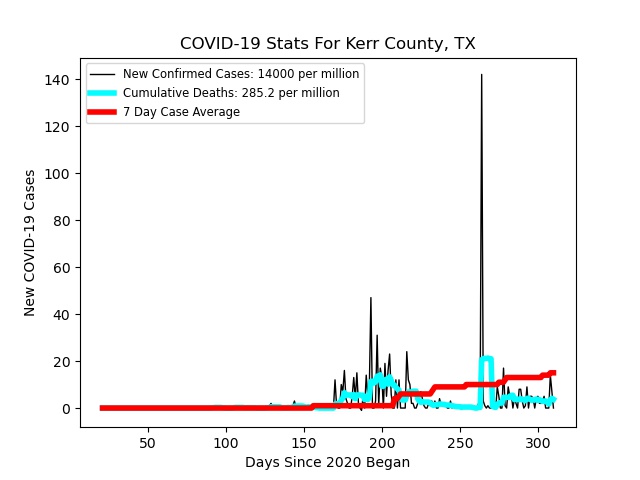 COVID-19 Stats For Kerr County, TX
New Confirmed Cases: 14000 per million
Cumulative Deaths: 285.2 per million
7 Day Case Average
New COVID-19 Cases
140
120
100
80
60
40
20
0
50 100 150 200 250 300
Days Since 2020 Began